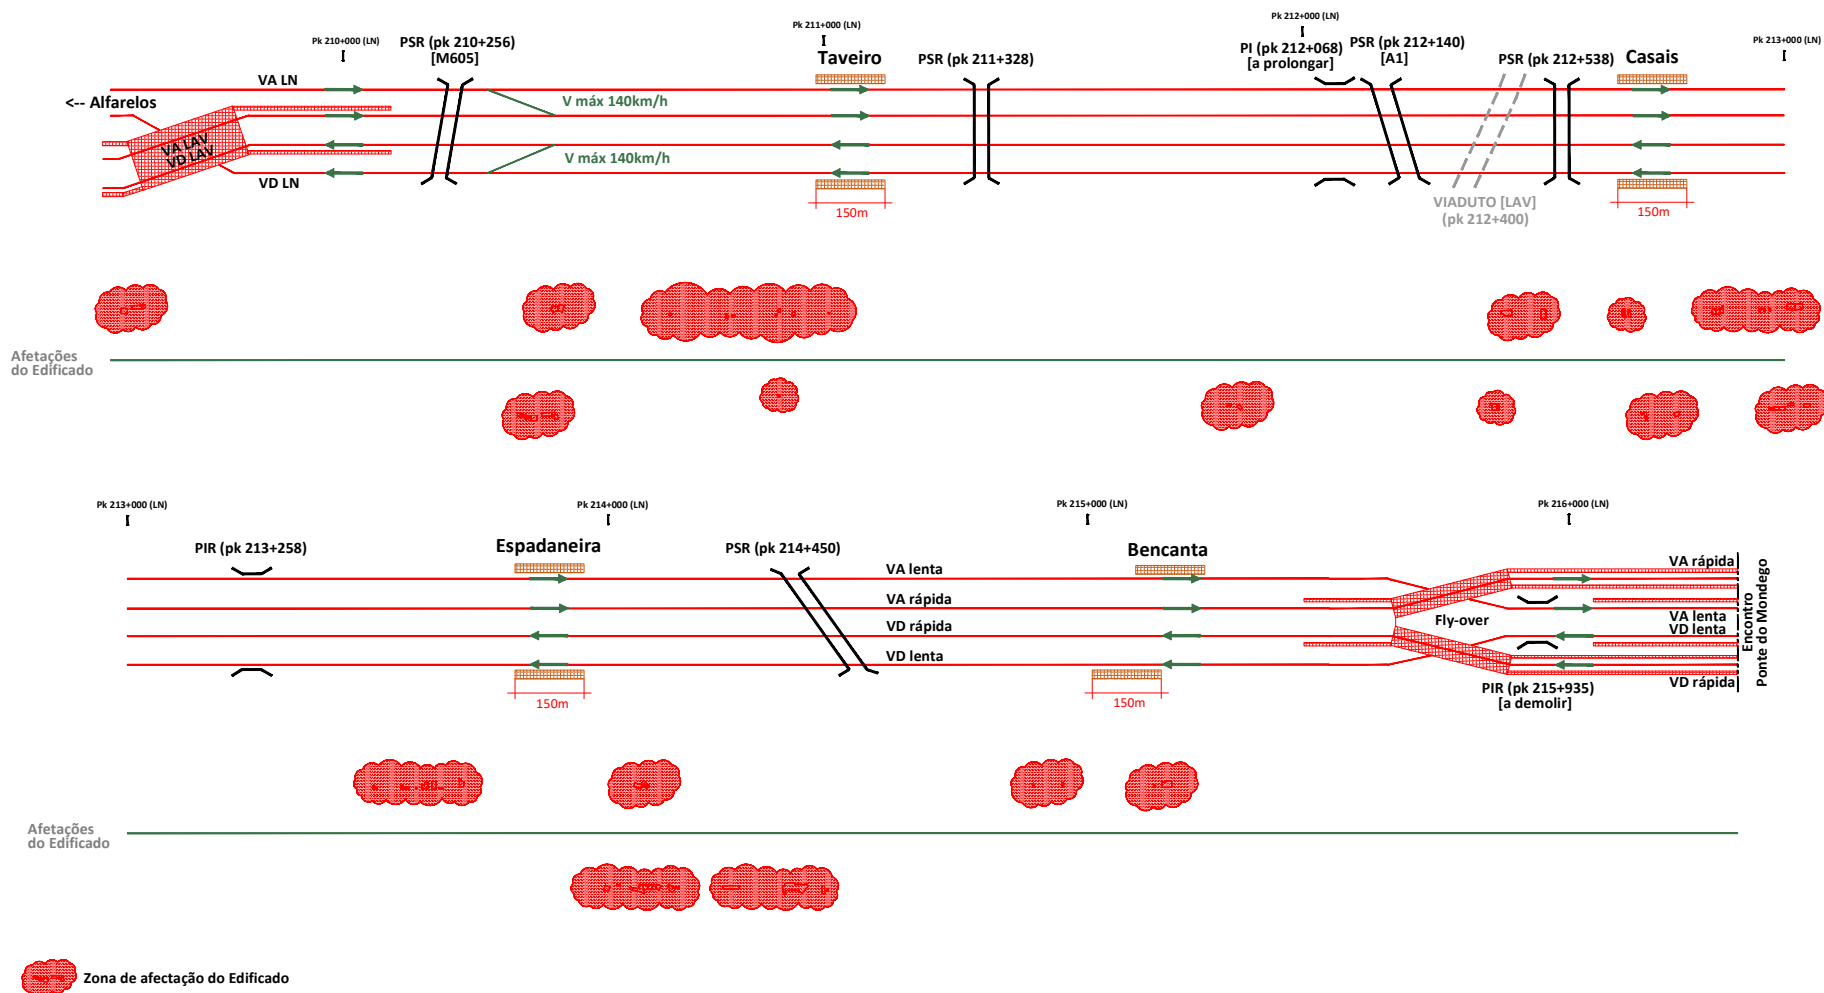 Pk 210+000 (LN)
PSR (pk 210+256)
[M605]
Pk 211+000 (LN)
Taveiro
PSR (pk 211+328)
Pk 212+000 (LN)
PI (pk 212+068)
[a prolongar]
PSR (pk 212+140)
[A1]
PSR (pk 212+538)
Casais
Pk 213+000 (LN)
<-- Alfarelos
VA LN
V máx 140km/h
VA LAV
VD LAV
V máx 140km/h
VD LN
150m
VIADUTO [LAV]
(pk 212+400)
150m
Afetações
do Edificado
Pk 213+000 (LN)
Pk 214+000 (LN)
Pk 215+000 (LN)
Pk 216+000 (LN)
PIR (pk 213+258)
Espadaneira
PSR (pk 214+450)
Bencanta
VA lenta
VA rápida
VD rápida
VD lenta
VA rápida
VA lenta
VD lenta
VD rápida
Fly-over
Encontro
Ponte do Mondego
PIR (pk 215+935)
[a demolir]
150m
150m
Afetações
do Edificado
Zona de afectação do Edificado